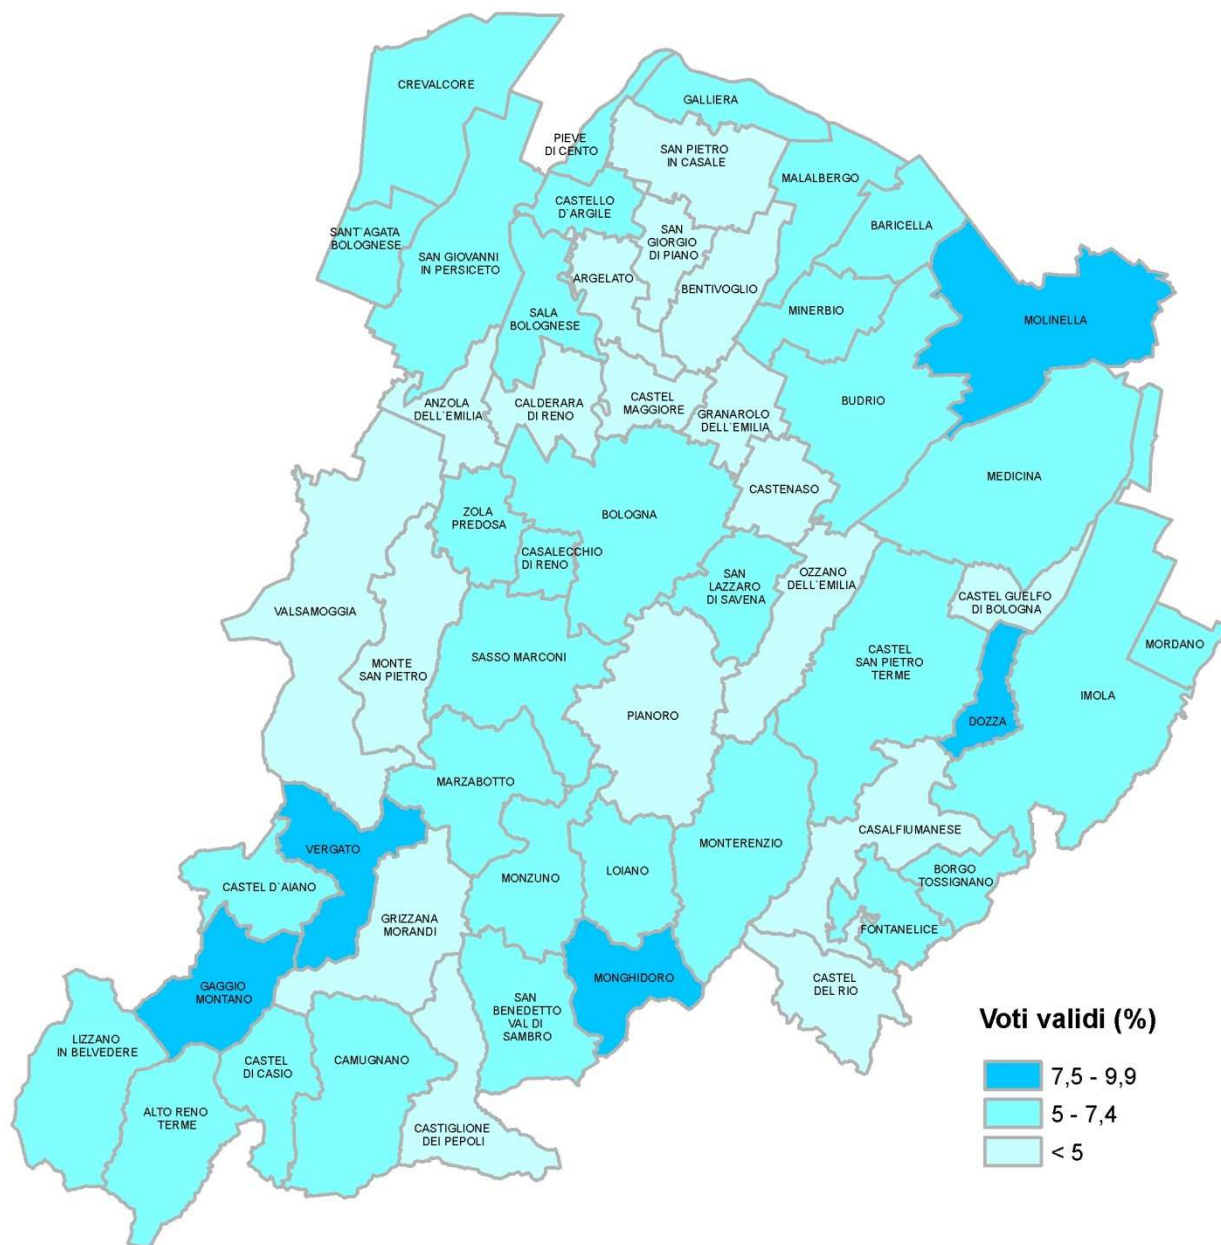 CREVALCORE
GALLIERA
PIEVE
DI CENTO
SAN PIETRO
IN CASALE
MALALBERGO
CASTELLO
D`ARGILE
BARICELLA
SANT`AGATA
BOLOGNESE
SAN GIOVANNI
IN PERSICETO
SAN
GIORGIO
DI PIANO
ARGELATO
BENTIVOGLIO
SALA
BOLOGNESE
MINERBIO
MOLINELLA
ANZOLA
DELL`EMILIA
CALDERARA
DI RENO
CASTEL
MAGGIORE
GRANAROLO
DELL`EMILIA
BUDRIO
MEDICINA
CASTENASO
ZOLA
PREDOSA
BOLOGNA
CASALECCHIO
DI RENO
SAN
LAZZARO
DI SAVENA
OZZANO
DELL`EMILIA
CASTEL GUELFO
DI BOLOGNA
VALSAMOGGIA
MONTE
SAN PIETRO
SASSO MARCONI
CASTEL
SAN PIETRO
TERME
MORDANO
IMOLA
PIANORO
DOZZA
MARZABOTTO
VERGATO
CASALFIUMANESE
MONTERENZIO
LOIANO
MONZUNO
CASTEL D`AIANO
BORGO
TOSSIGNANO
GRIZZANA
MORANDI
FONTANELICE
GAGGIO
MONTANO
MONGHIDORO
CASTEL
DEL RIO
SAN
BENEDETTO
VAL DI
SAMBRO
LIZZANO
IN BELVEDERE
CASTEL
DI CASIO
CAMUGNANO
ALTO RENO
TERME
CASTIGLIONE
DEI PEPOLI
Voti validi (%)
7,5 - 9,9
5 - 7,4
< 5